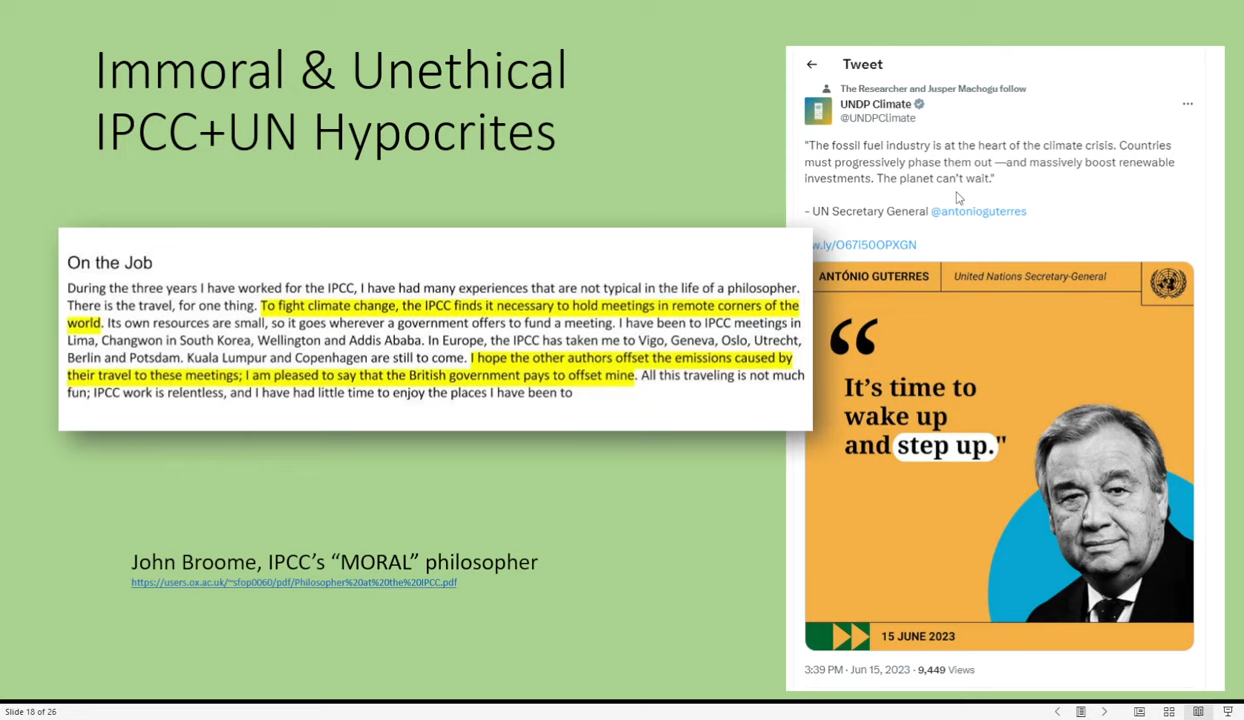 Immoral & Unethical
IPCC+UN Hypocrites
On the Job
During the three years I have worked for the IPCC, I have had many experiences that are not typical in the life of a philosopher.
There is the travel, for one thing. To fight climate change, the IPCC finds it necessary to hold meetings in remote corners of the
world. Its own resources are small, so it goes wherever a government offers to fund a meeting. I have been to IPCC meetings in
Lima, Changwon in South Korea, Wellington and Addis Ababa. In Europe, the IPCC has taken me to Vigo, Geneva, Oslo, Utrecht,
Berlin and Potsdam. Kuala Lumpur and Copenhagen are still to come. I hope the other authors offset the emissions caused by
their travel to these meetings; I am pleased to say that the British government pays to offset mine. All this traveling is not much
fun; IPCC work is relentless, and I have had little time to enjoy the places I have been to
John Broome, IPCC's “MORAL” philosopher
https://users.ox.ac.uk/~sfop0060/pdf/Philosopher%20at%20the%20IPCC.pdf
Tweet
The Researcher and Jusper Machogu follow
UNDP Climate
@UNDPClimate
"The fossil fuel industry is at the heart of the climate crisis. Countries
must progressively phase them out —and massively boost renewable
investments. The planet can't wait."
- UN Secretary General @antonioguterres
w.ly/O67i50OPXGN
ANTÓNIO GUTERRES
United Nations Secretary-General
“
It's time to
wake up
and step up."
15 JUNE 2023
3:39 PM · Jun 15, 2023 · 9,449 Views
Slide 18 of 26